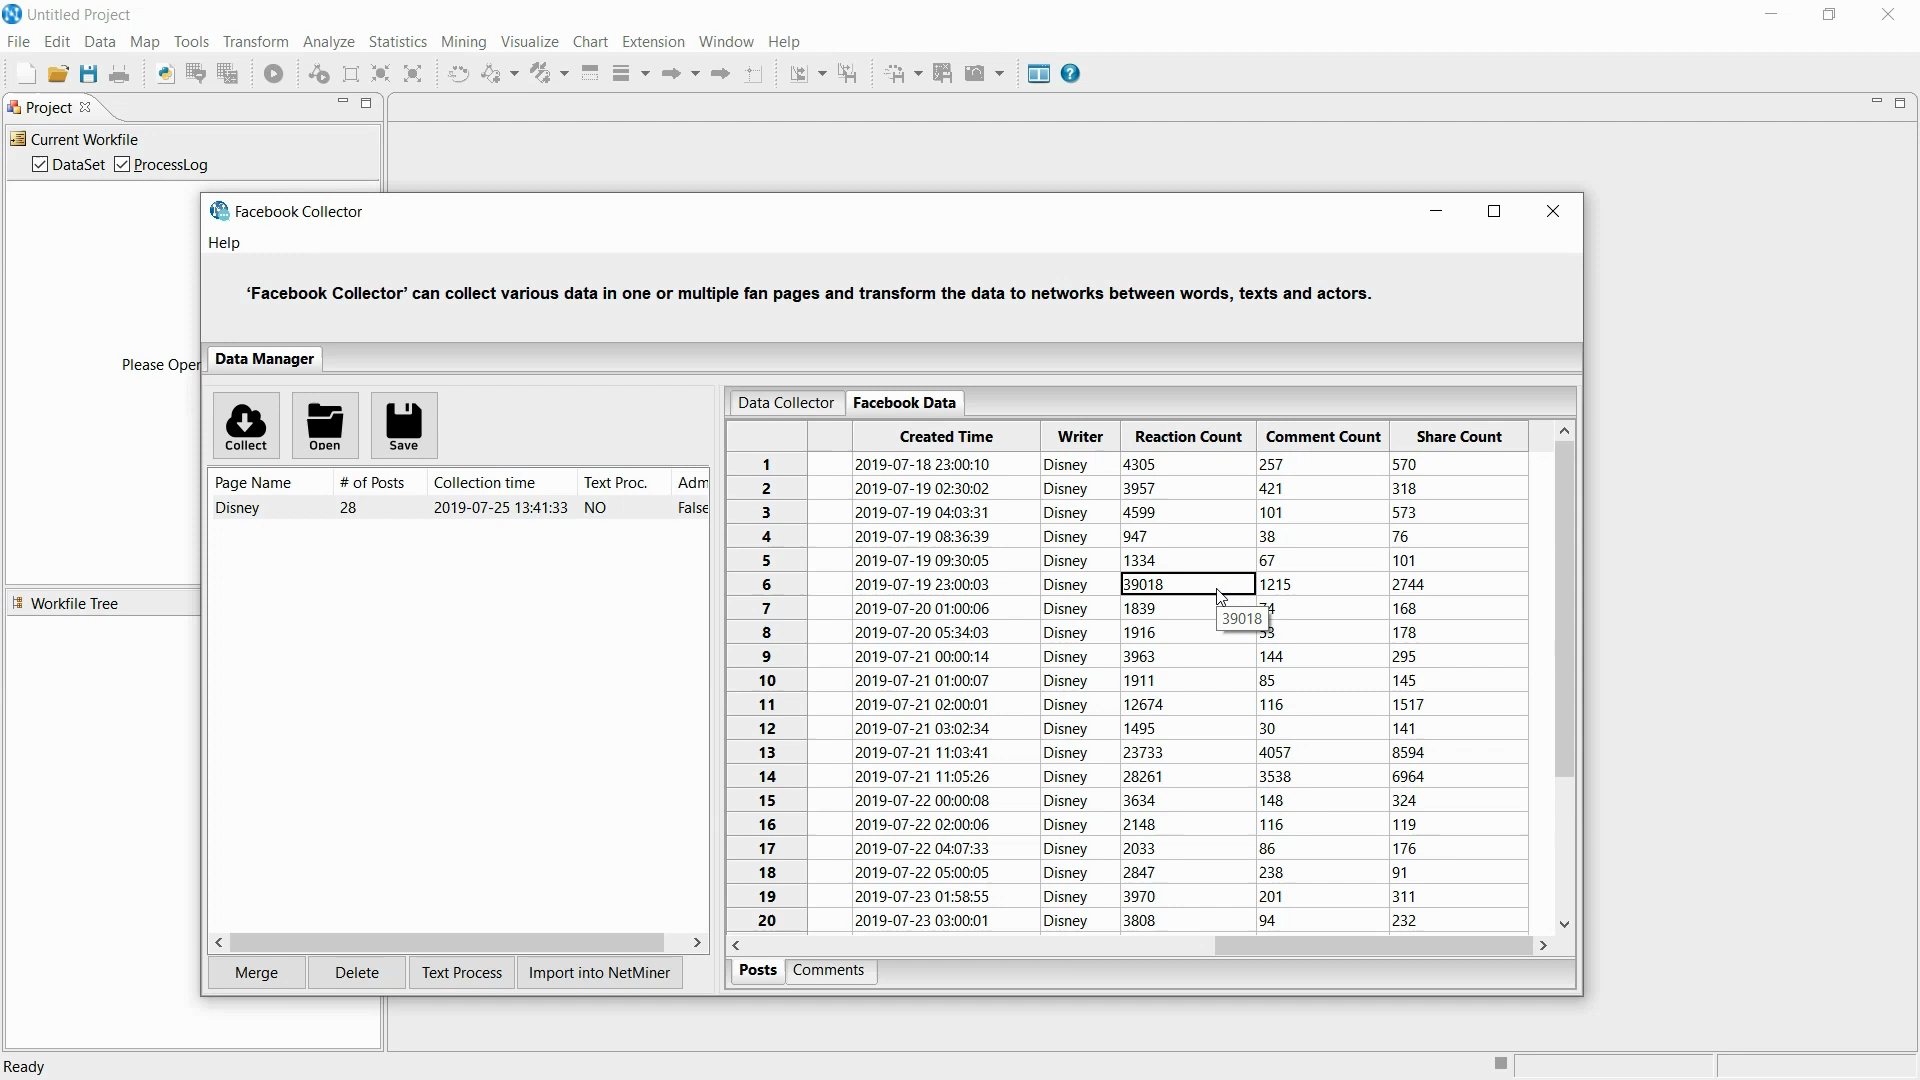 Untitled Project
File Edit Data Map Tools Transform Analyze Statistics Mining Visualize Chart Extension Window Help
Project
Current Workfile
DataSet ProcessLog
Please Oper
Workfile Tree
Facebook Collector
Help
‘Facebook Collector’ can collect various data in one or multiple fan pages and transform the data to networks between words, texts and actors.
Data Manager
Collect Open Save
Page Name # of Posts Collection time Text Proc. Adm
Disney 28 2019-07-25 13:41:33 NO False
Merge Delete Text Process Import into NetMiner
Data Collector Facebook Data
Created Time Writer Reaction Count Comment Count Share Count
1 2019-07-18 23:00:10 Disney 4305 257 570
2 2019-07-19 02:30:02 Disney 3957 421 318
3 2019-07-19 04:03:31 Disney 4599 101 573
4 2019-07-19 08:36:39 Disney 947 38 76
5 2019-07-19 09:30:05 Disney 1334 67 101
6 2019-07-19 23:00:03 Disney 39018 1215 2744
7 2019-07-20 01:00:06 Disney 1839 74 168
39018
8 2019-07-20 05:34:03 Disney 1916 178
9 2019-07-21 00:00:14 Disney 3963 144 295
10 2019-07-21 01:00:07 Disney 1911 85 145
11 2019-07-21 02:00:01 Disney 12674 116 1517
12 2019-07-21 03:02:34 Disney 1495 30 141
13 2019-07-21 11:03:41 Disney 23733 4057 8594
14 2019-07-21 11:05:26 Disney 28261 3538 6964
15 2019-07-22 00:00:08 Disney 3634 148 324
16 2019-07-22 02:00:06 Disney 2148 116 119
17 2019-07-22 04:07:33 Disney 2033 86 176
18 2019-07-22 05:00:05 Disney 2847 238 91
19 2019-07-23 01:58:55 Disney 3970 201 311
20 2019-07-23 03:00:01 Disney 3808 94 232
Posts Comments
Ready